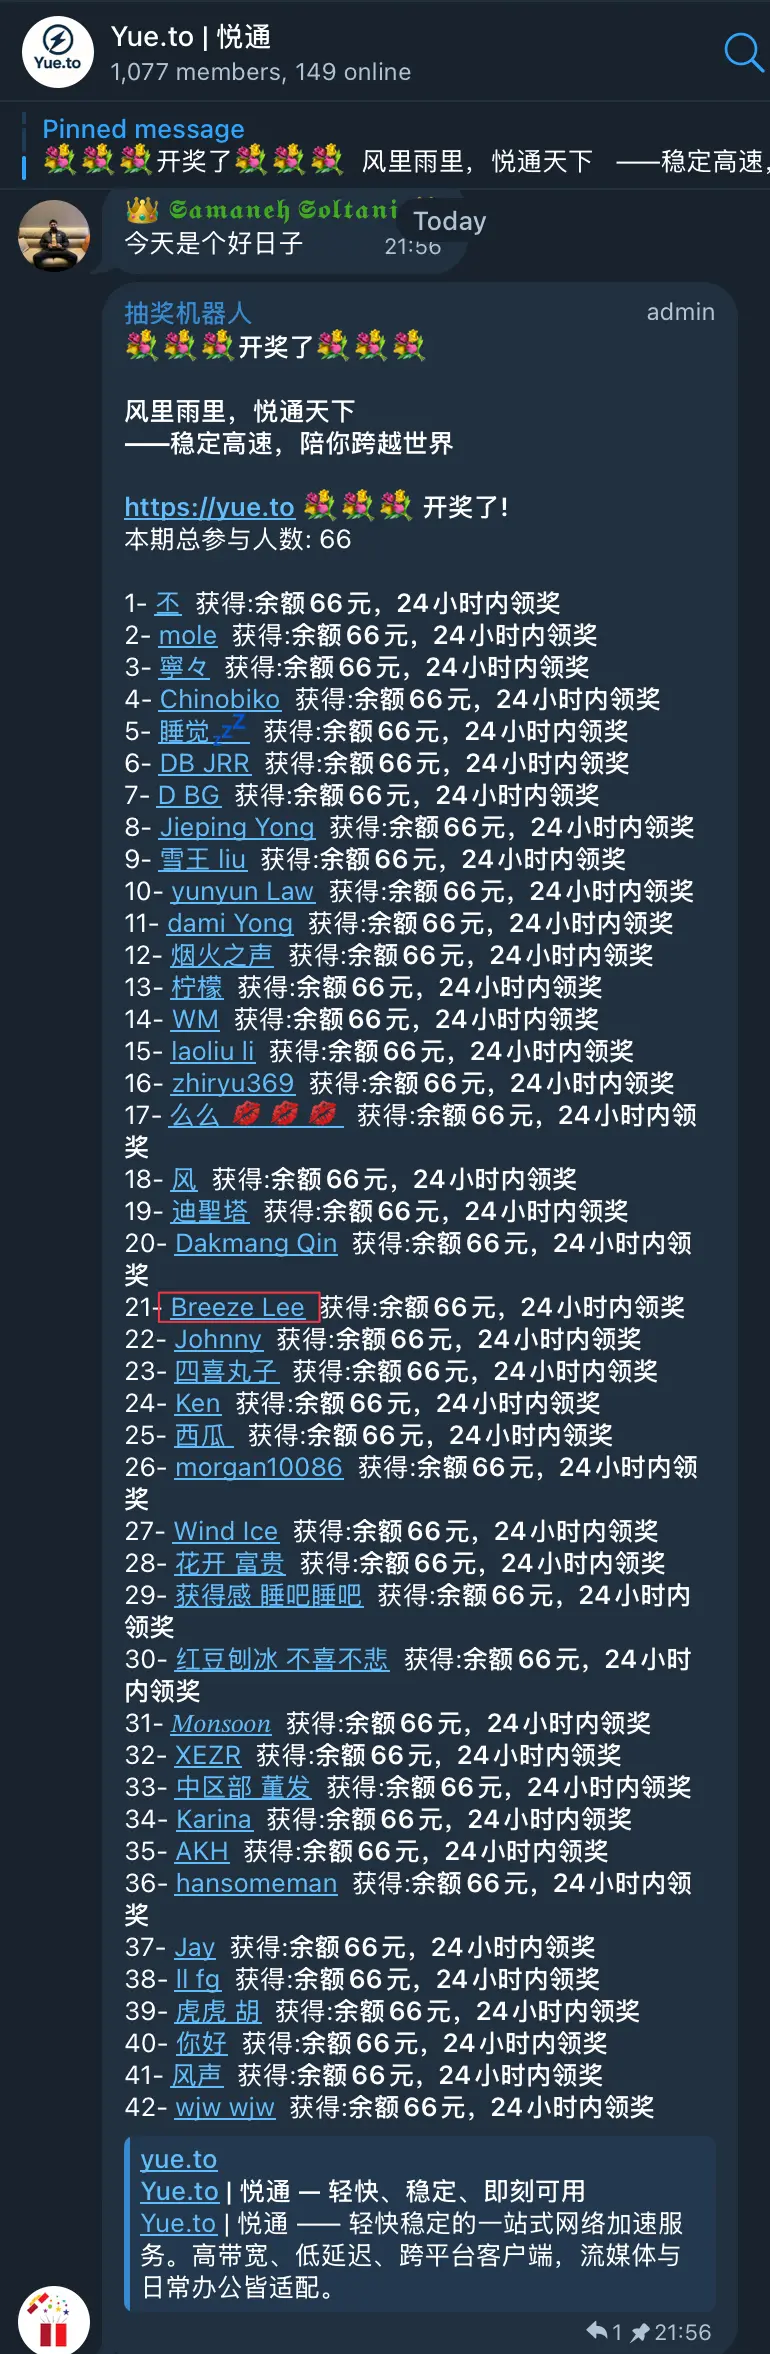 Yue.to
Yue.to | 悦通
1,077 members, 149 online
Pinned message
💐💐💐开奖了💐💐💐 风里雨里，悦通天下 ——稳定高速，
👑 𝕾𝖆𝖒𝖆𝖓𝖊𝖍 𝕾𝖔𝖑𝖙𝖆𝖓𝖎
Today
今天是个好日子 21:56
抽奖机器人 admin
💐💐💐开奖了💐💐💐
风里雨里，悦通天下
——稳定高速，陪你跨越世界
https://yue.to 💐💐💐 开奖了!
本期总参与人数: 66
1- 丕 获得:余额66元，24小时内领奖
2- mole 获得:余额66元，24小时内领奖
3- 寧々 获得:余额66元，24小时内领奖
4- Chinobiko 获得:余额66元，24小时内领奖
5- 睡觉💤 获得:余额66元，24小时内领奖
6- DB JRR 获得:余额66元，24小时内领奖
7- D BG 获得:余额66元，24小时内领奖
8- Jieping Yong 获得:余额66元，24小时内领奖
9- 雪王 liu 获得:余额66元，24小时内领奖
10- yunyun Law 获得:余额66元，24小时内领奖
11- dami Yong 获得:余额66元，24小时内领奖
12- 烟火之声 获得:余额66元，24小时内领奖
13- 柠檬 获得:余额66元，24小时内领奖
14- WM 获得:余额66元，24小时内领奖
15- laoliu li 获得:余额66元，24小时内领奖
16- zhiryu369 获得:余额66元，24小时内领奖
17- 么么 💋 💋 💋 获得:余额66元，24小时内领
奖
18- 风 获得:余额66元，24小时内领奖
19- 迪聖塔 获得:余额66元，24小时内领奖
20- Dakmang Qin 获得:余额66元，24小时内领
奖
21- Breeze Lee 获得:余额66元，24小时内领奖
22- Johnny 获得:余额66元，24小时内领奖
23- 四喜丸子 获得:余额66元，24小时内领奖
24- Ken 获得:余额66元，24小时内领奖
25- 西瓜 获得:余额66元，24小时内领奖
26- morgan10086 获得:余额66元，24小时内领
奖
27- Wind Ice 获得:余额66元，24小时内领奖
28- 花开 富贵 获得:余额66元，24小时内领奖
29- 获得感 睡吧睡吧 获得:余额66元，24小时内
领奖
30- 红豆刨冰 不喜不悲 获得:余额66元，24小时
内领奖
31- 𝑀𝑜𝑛𝑠𝑜𝑜𝑛 获得:余额66元，24小时内领奖
32- XEZR 获得:余额66元，24小时内领奖
33- 中区部 董发 获得:余额66元，24小时内领奖
34- Karina 获得:余额66元，24小时内领奖
35- AKH 获得:余额66元，24小时内领奖
36- hansomeman 获得:余额66元，24小时内领
奖
37- Jay 获得:余额66元，24小时内领奖
38- ll fg 获得:余额66元，24小时内领奖
39- 虎虎 胡 获得:余额66元，24小时内领奖
40- 你好 获得:余额66元，24小时内领奖
41- 风声 获得:余额66元，24小时内领奖
42- wjw wjw 获得:余额66元，24小时内领奖
yue.to
Yue.to | 悦通 — 轻快、稳定、即刻可用
Yue.to | 悦通 —— 轻快稳定的一站式网络加速服
务。高带宽、低延迟、跨平台客户端，流媒体与
日常办公皆适配。
1 21:56